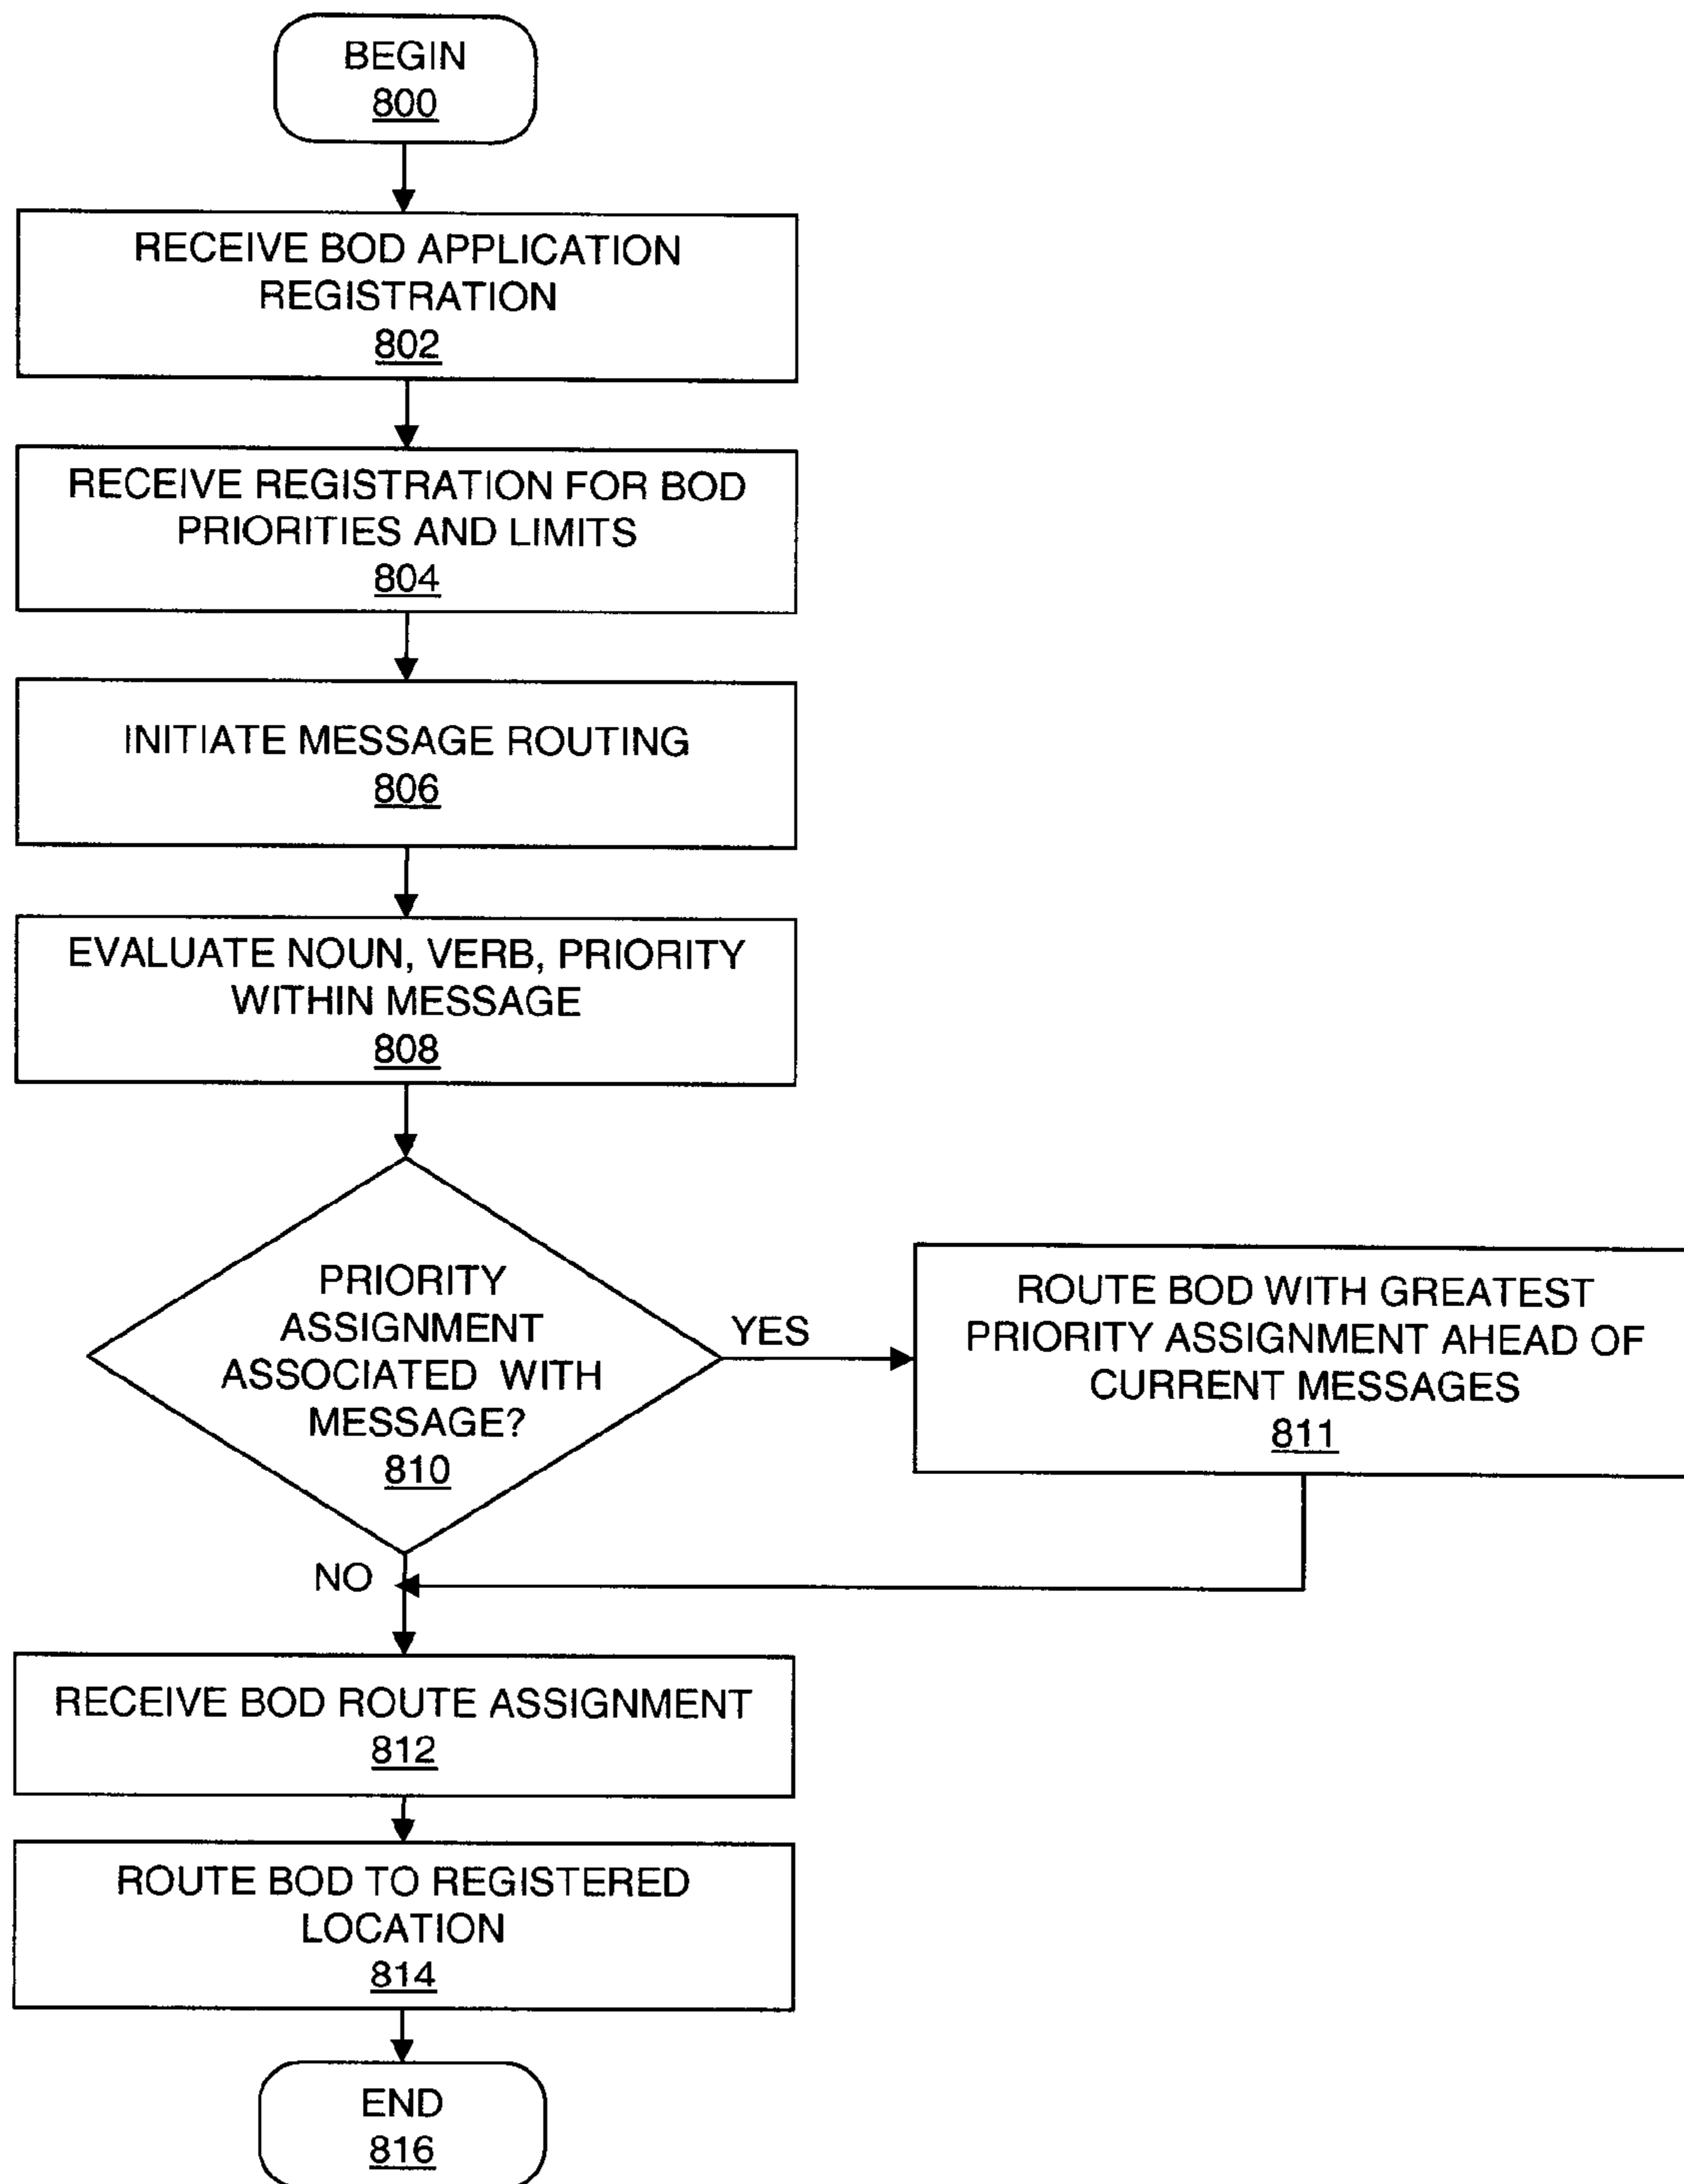 BEGIN
800
RECEIVE BOD APPLICATION
REGISTRATION
802
RECEIVE REGISTRATION FOR BOD
PRIORITIES AND LIMITS
804
INITIATE MESSAGE ROUTING
806
EVALUATE NOUN, VERB, PRIORITY
WITHIN MESSAGE
808
PRIORITY
ASSIGNMENT
ASSOCIATED WITH
MESSAGE?
810
YES
ROUTE BOD WITH GREATEST
PRIORITY ASSIGNMENT AHEAD OF
CURRENT MESSAGES
811
NO
RECEIVE BOD ROUTE ASSIGNMENT
812
ROUTE BOD TO REGISTERED
LOCATION
814
END
816